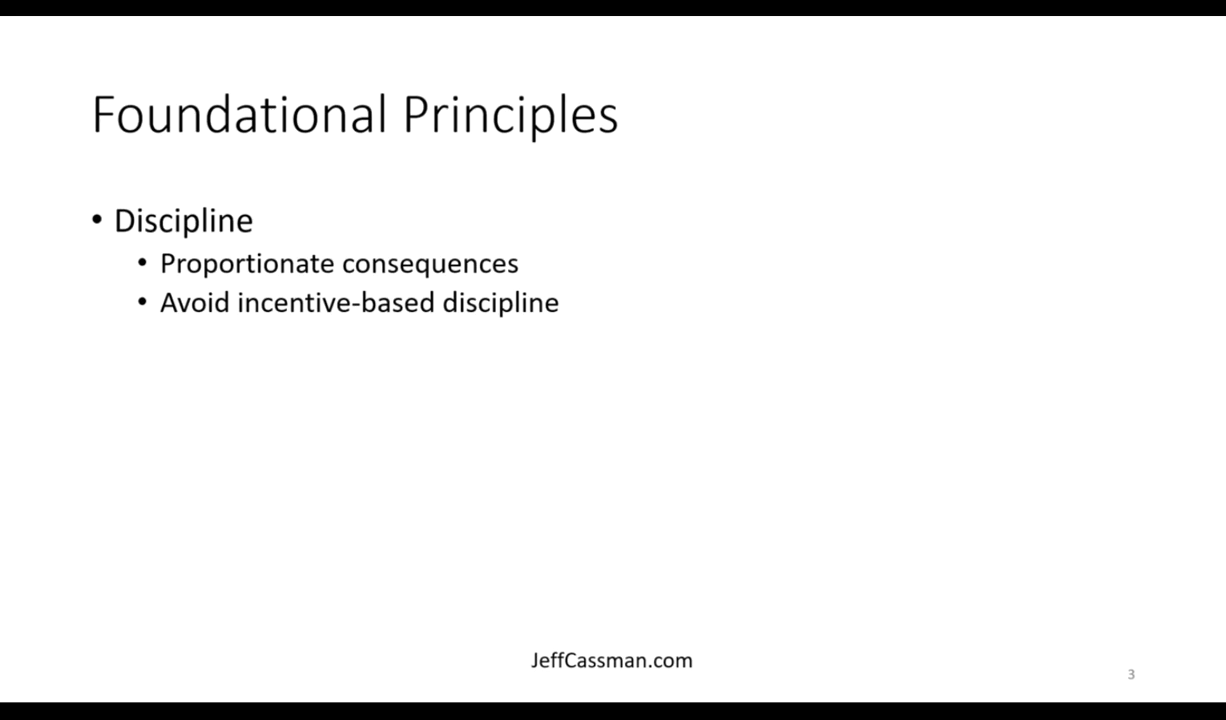 Foundational Principles
• Discipline
• Proportionate consequences
• Avoid incentive-based discipline
JeffCassman.com
3